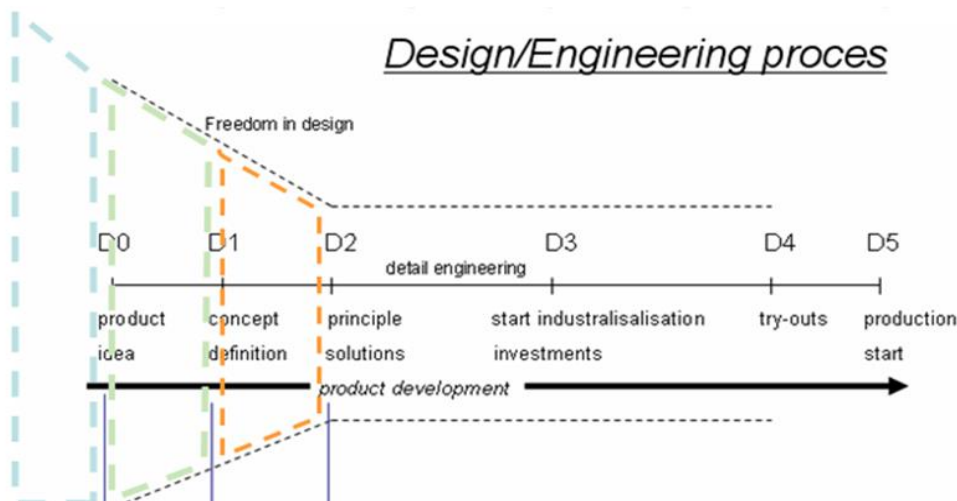 Design/Engineering proces
Freedom in design
D0 D1 D2 D3 D4 D5
detail engineering
product concept principle start industralisalisation try-outs production
idea definition solutions investments start
product development